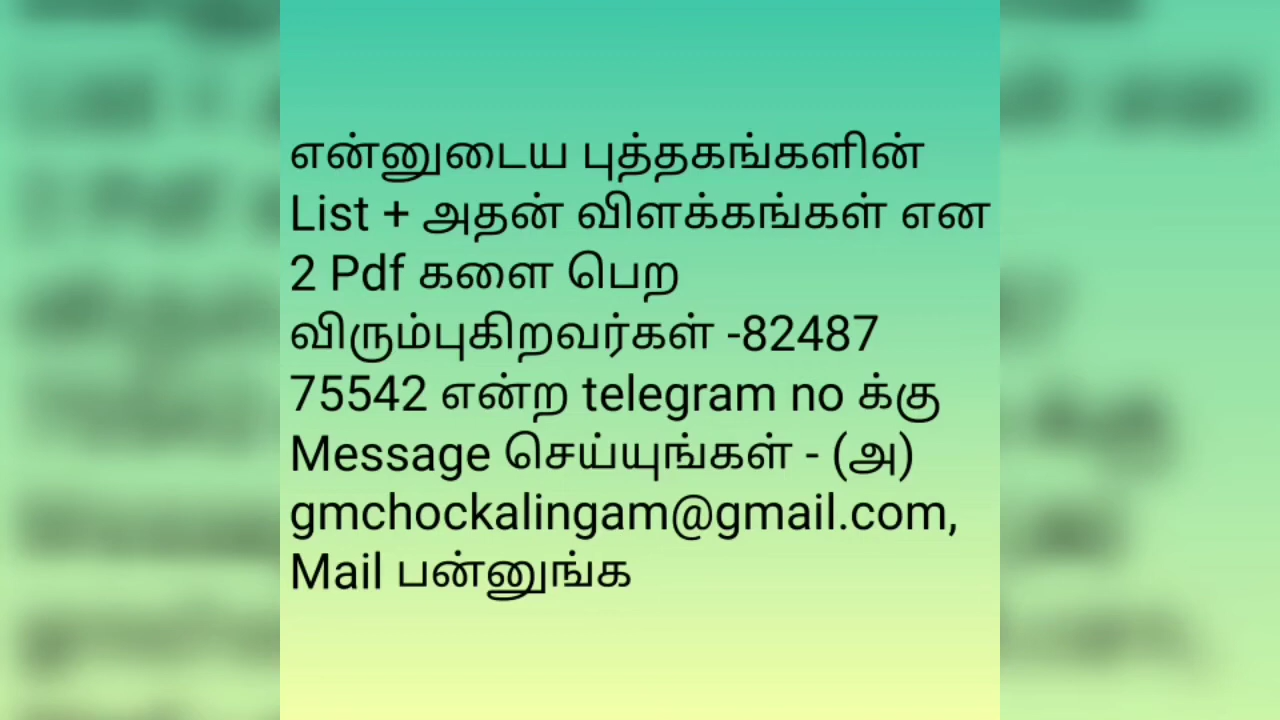 என்னுடைய புத்தகங்களின்
List + அதன் விளக்கங்கள் என
2 Pdf களை பெற
விரும்புகிறவர்கள் -82487
75542 என்ற telegram no க்கு
Message செய்யுங்கள் - (அ)
gmchockalingam@gmail.com,
Mail பன்னுங்க